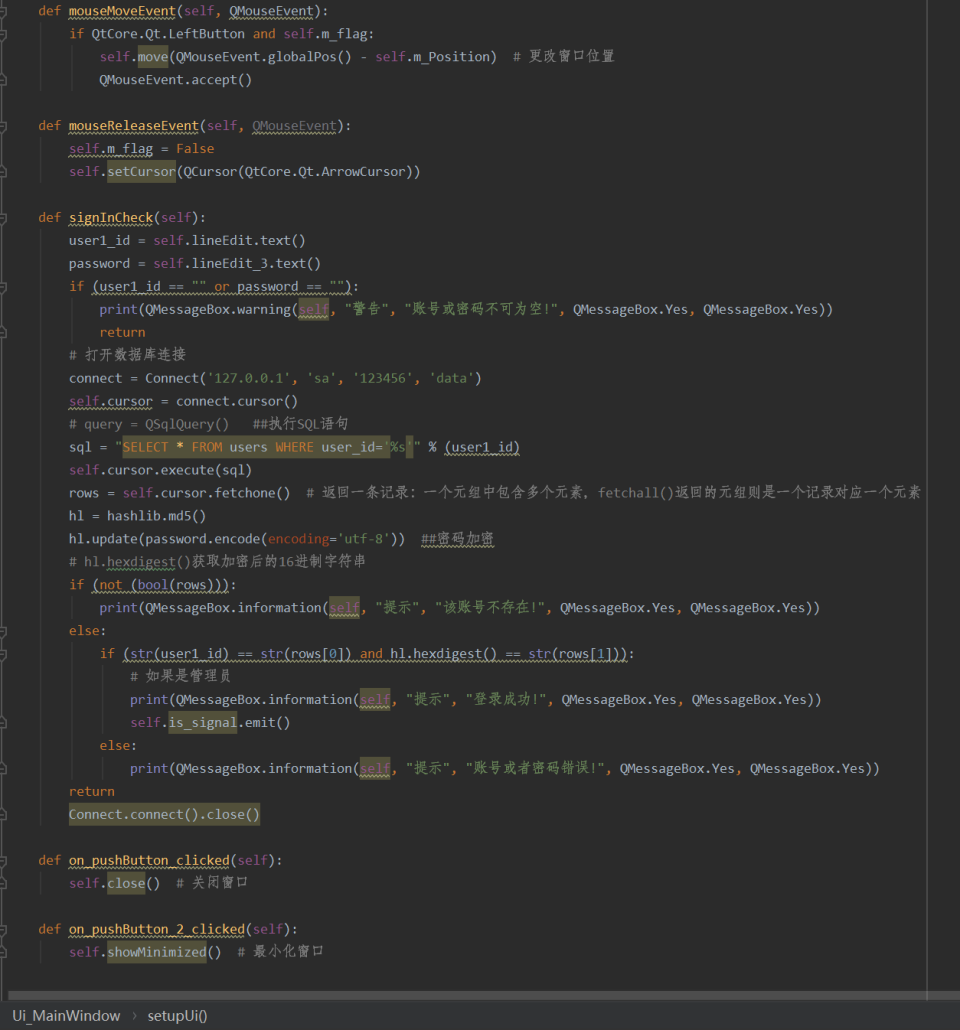 def mouseMoveEvent(self, QMouseEvent):
if QtCore.Qt.LeftButton and self.m_flag:
self.move(QMouseEvent.globalPos() - self.m_Position)  # 更改窗口位置
QMouseEvent.accept()
def mouseReleaseEvent(self, QMouseEvent):
self.m_flag = False
self.setCursor(QCursor(QtCore.Qt.ArrowCursor))
def signInCheck(self):
user1_id = self.lineEdit.text()
password = self.lineEdit_3.text()
if (user1_id == "" or password == ""):
print(QMessageBox.warning(self, "警告", "账号或密码不可为空!", QMessageBox.Yes, QMessageBox.Yes))
return
# 打开数据库连接
connect = Connect('127.0.0.1', 'sa', '123456', 'data')
self.cursor = connect.cursor()
# query = QSqlQuery()   ##执行SQL语句
sql = "SELECT * FROM users WHERE user_id='%s'" % (user1_id)
self.cursor.execute(sql)
rows = self.cursor.fetchone()  # 返回一条记录: 一个元组中包含多个元素, fetchall()返回的元组则是一个记录对应一个元素
hl = hashlib.md5()
hl.update(password.encode(encoding='utf-8'))  ##密码加密
# hl.hexdigest()获取加密后的16进制字符串
if (not (bool(rows))):
print(QMessageBox.information(self, "提示", "该账号不存在!", QMessageBox.Yes, QMessageBox.Yes))
else:
if (str(user1_id) == str(rows[0]) and hl.hexdigest() == str(rows[1])):
# 如果是管理员
print(QMessageBox.information(self, "提示", "登录成功!", QMessageBox.Yes, QMessageBox.Yes))
self.is_signal.emit()
else:
print(QMessageBox.information(self, "提示", "账号或者密码错误!", QMessageBox.Yes, QMessageBox.Yes))
return
Connect.connect().close()
def on_pushButton_clicked(self):
self.close()  # 关闭窗口
def on_pushButton_2_clicked(self):
self.showMinimized()  # 最小化窗口
Ui_MainWindow › setupUi()